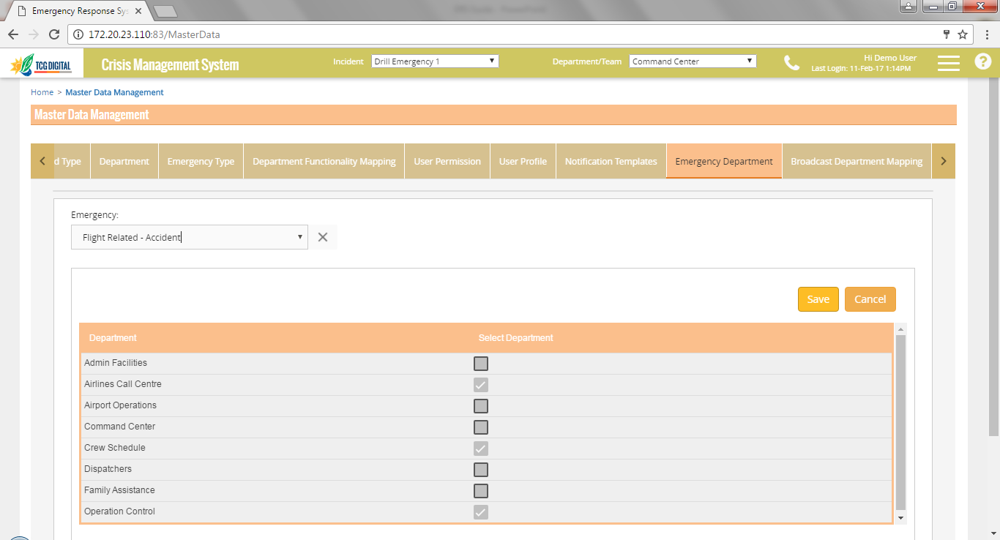 Emergency Response Sys
172.20.23.110:83/MasterData
TCG DIGITAL
Crisis Management System
Incident
Drill Emergency 1
Department/Team
Command Center
Hi Demo User
Last Login: 11-Feb-17 1:14PM
?
Home > Master Data Management
Master Data Management
d Type
Department
Emergency Type
Department Functionality Mapping
User Permission
User Profile
Notification Templates
Emergency Department
Broadcast Department Mapping
Emergency:
Flight Related - Accident
Save
Cancel
Department
Select Department
Admin Facilities
Airlines Call Centre
Airport Operations
Command Center
Crew Schedule
Dispatchers
Family Assistance
Operation Control